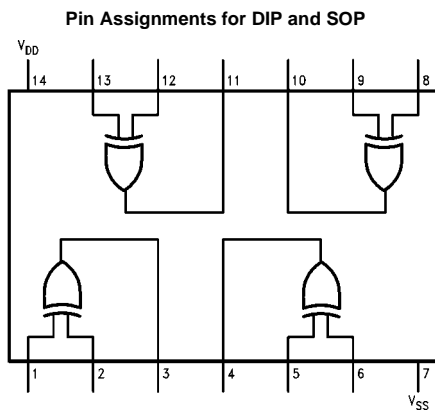 Pin Assignments for DIP and SOP
VDD
14 13 12 11 10 9 8
1 2 3 4 5 6 7
VSS